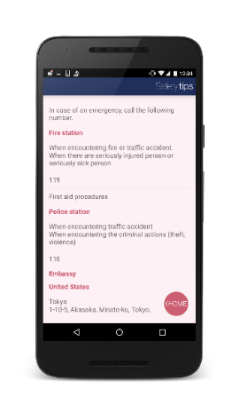 19:04
Safety tips
In case of an emergency, call the following
number.
Fire station
When encountering fire or traffic accident
When there are seriously injured person or
seriously sick person
119
First aid procedures
Police station
When encountering traffic accident
When encountering the criminal actions (theft,
violence)
110
Embassy
United States
Tokyo
1-10-5, Akasaka, Minato-ku, Tokyo.
HOME